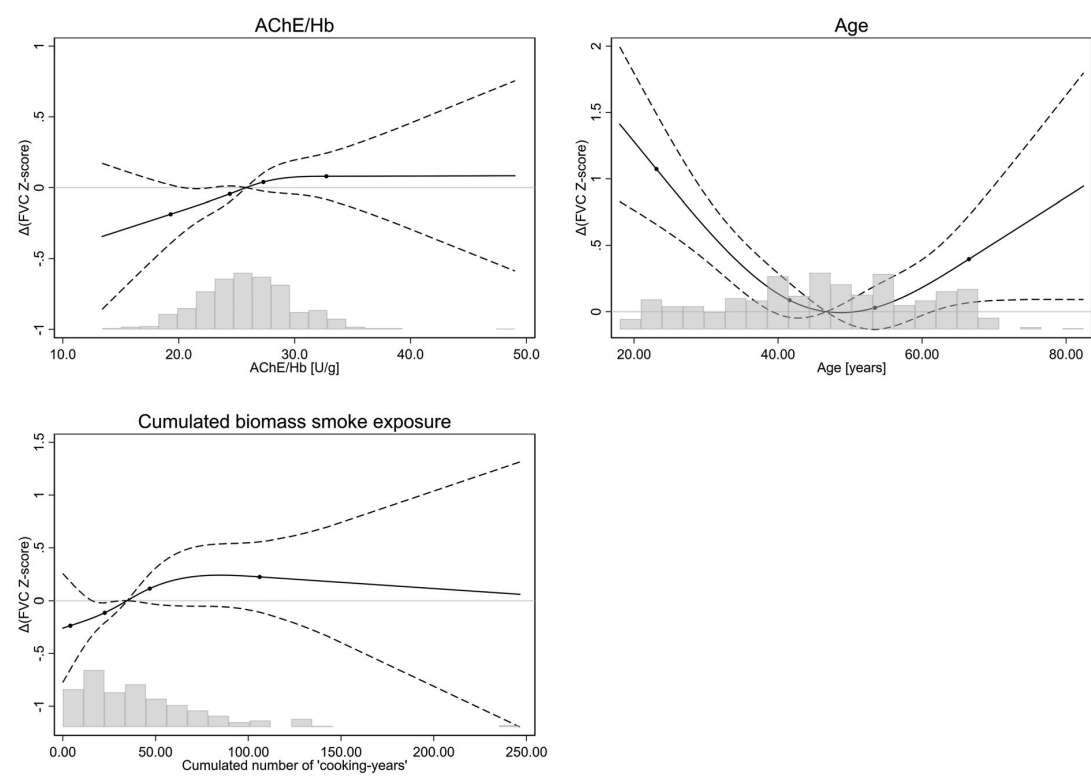 AChE/Hb
Δ(FVC Z-score)
1
.5
0
-.5
-1
10.0 20.0 30.0 40.0 50.0
AChE/Hb [U/g]
Age
Δ(FVC Z-score)
2
1.5
1
.5
0
20.00 40.00 60.00 80.00
Age [years]
Cumulated biomass smoke exposure
Δ(FVC Z-score)
1.5
1
.5
0
-.5
-1
0.00 50.00 100.00 150.00 200.00 250.00
Cumulated number of 'cooking-years'